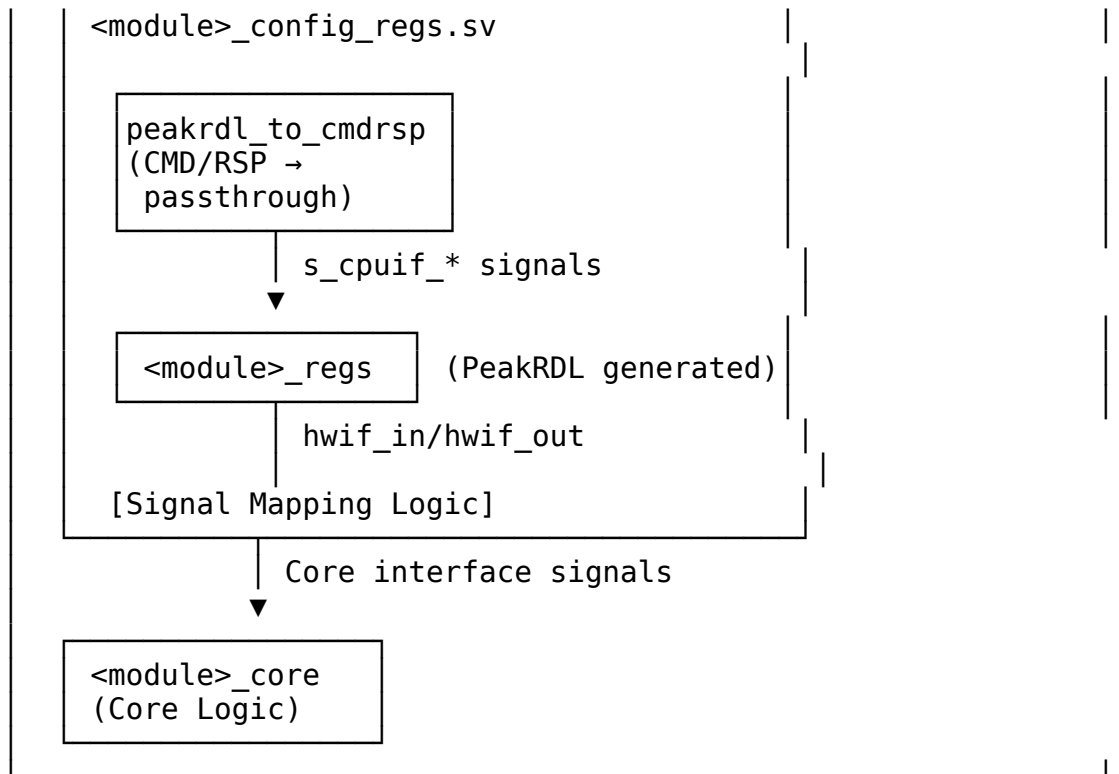 <module>_config_regs.sv
peakrdl_to_cmdrsp
(CMD/RSP →
passthrough)
s_cpuif_* signals
<module>_regs (PeakRDL generated)
hwif_in/hwif_out
[Signal Mapping Logic]
Core interface signals
<module>_core
(Core Logic)